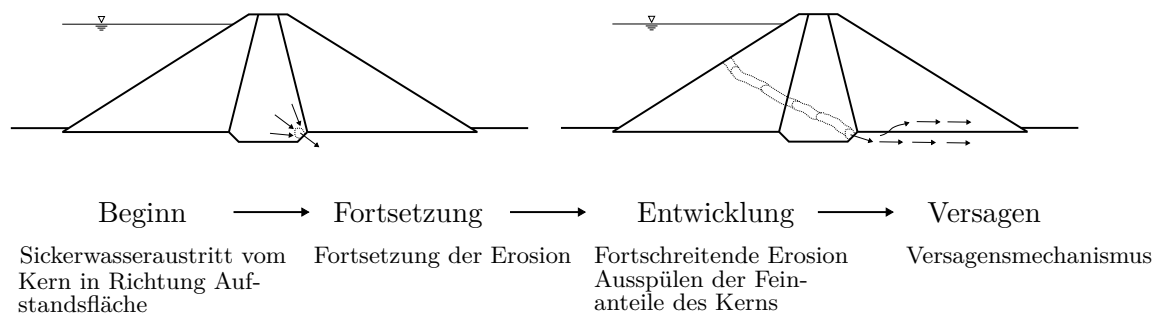 Beginn
Fortsetzung
Entwicklung
Versagen
Sickerwasseraustritt vom
Kern in Richtung Auf-
standsfläche
Fortsetzung der Erosion
Fortschreitende Erosion
Ausspülen der Fein-
anteile des Kerns
Versagensmechanismus